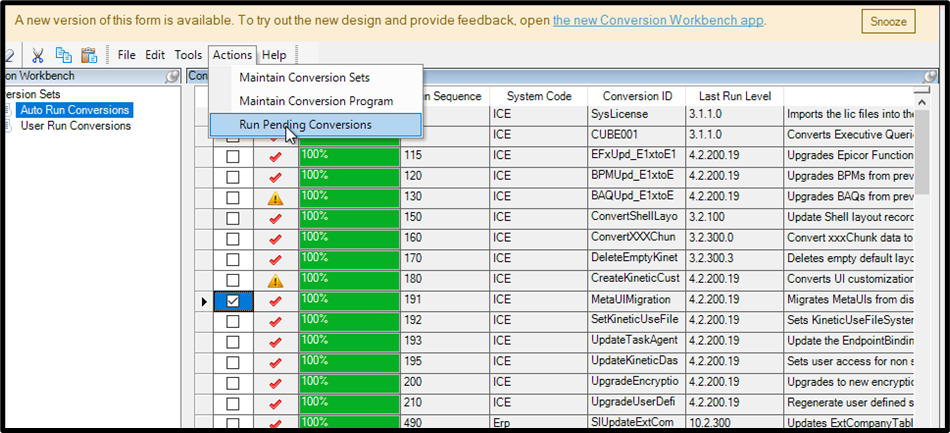 A new version of this form is available. To try out the new design and provide feedback, open the new Conversion Workbench app. Snooze
File Edit Tools Actions Help
on Workbench
Con
version Sets
Auto Run Conversions
User Run Conversions
Maintain Conversion Sets
Maintain Conversion Program
Run Pending Conversions
n Sequence System Code Conversion ID Last Run Level
ICE SysLicense 3.1.1.0 Imports the lic files into the
ICE CUBE001 3.1.1.0 Converts Executive Querie
100% 115 ICE EFxUpd_E1xtoE1 4.2.200.19 Upgrades Epicor Function
100% 120 ICE BPMUpd_E1xtoE 4.2.200.19 Upgrades BPMs from prev
100% 130 ICE BAQUpd_E1xtoE 4.2.200.19 Upgrades BAQs from prev
100% 150 ICE ConvertShellLayo 3.2.100 Update Shell layout record
100% 160 ICE ConvertXXXChun 3.2.300.0 Convert xxxChunk data to
100% 170 ICE DeleteEmptyKinet 3.2.300.3 Deletes empty default layo
100% 180 ICE CreateKineticCust 4.2.200.19 Converts UI customization
100% 191 ICE MetaUIMigration 4.2.200.19 Migrates MetaUIs from dis
100% 192 ICE SetKineticUseFile 4.2.200.19 Sets KineticUseFileSystem
100% 193 ICE UpdateTaskAgent 4.2.200.19 Update the EndpointBinding
100% 195 ICE UpdateKineticDas 4.2.200.19 Sets user access for non s
100% 200 ICE UpgradeEncryptio 4.2.200.19 Upgrades to new encryptic
100% 210 ICE UpgradeUserDefi 4.2.200.19 Regenerate user defined s
100% 490 Erp SIUpdateExtCom 10.2.300 Updates ExtCompanyTabl